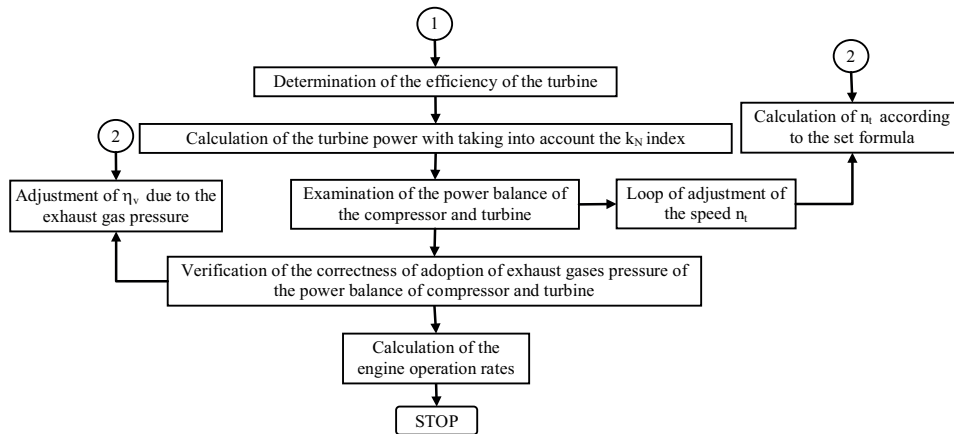 1
Determination of the efficiency of the turbine
2
Calculation of nt according
to the set formula
2
Calculation of the turbine power with taking into account the kN index
Adjustment of ηv due to the
exhaust gas pressure
Examination of the power balance of
the compressor and turbine
Loop of adjustment of
the speed nt
Verification of the correctness of adoption of exhaust gases pressure of
the power balance of compressor and turbine
Calculation of the
engine operation rates
STOP